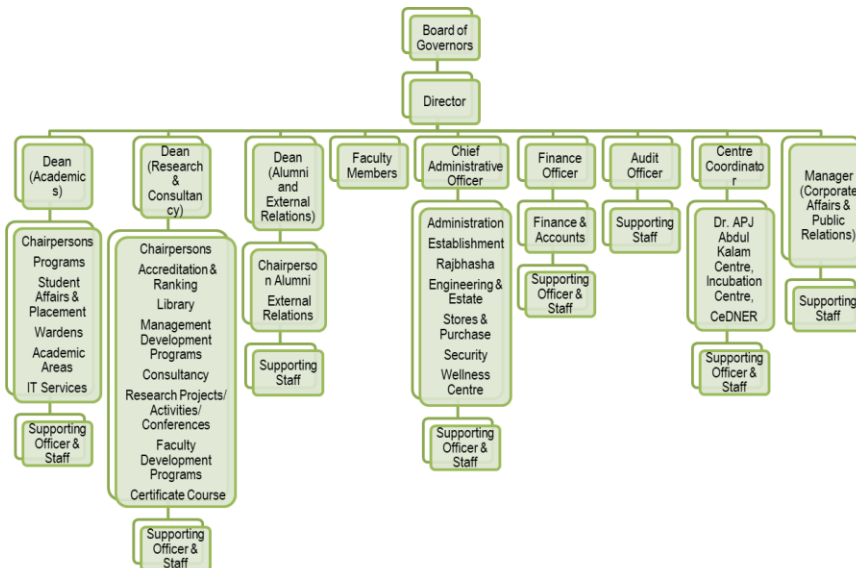 Board of
Governors
Director
Dean
(Academic
s)
Chairpersons
Programs
Student
Affairs &
Placement
Wardens
Academic
Areas
IT Services
Supporting
Officer &
Staff
Dean
(Research
&
Consultan
cy)
Chairpersons
Accreditation &
Ranking
Library
Management
Development
Programs
Consultancy
Research Projects/
Activities/
Conferences
Faculty
Development
Programs
Certificate Course
Supporting
Officer &
Staff
Dean
(Alumni
and
External
Relations)
Chairperso
n Alumni
External
Relations
Supporting
Staff
Faculty
Members
Chief
Administrative
Officer
Administration
Establishment
Rajbhasha
Engineering &
Estate
Stores &
Purchase
Security
Wellness
Centre
Supporting
Officer &
Staff
Finance
Officer
Finance &
Accounts
Supporting
Officer &
Staff
Audit
Officer
Supporting
Staff
Centre
Coordinato
r
Dr. APJ
Abdul
Kalam
Centre,
Incubation
Centre,
CeDNER
Supporting
Officer &
Staff
Manager
(Corporate
Affairs &
Public
Relations)
Supporting
Staff